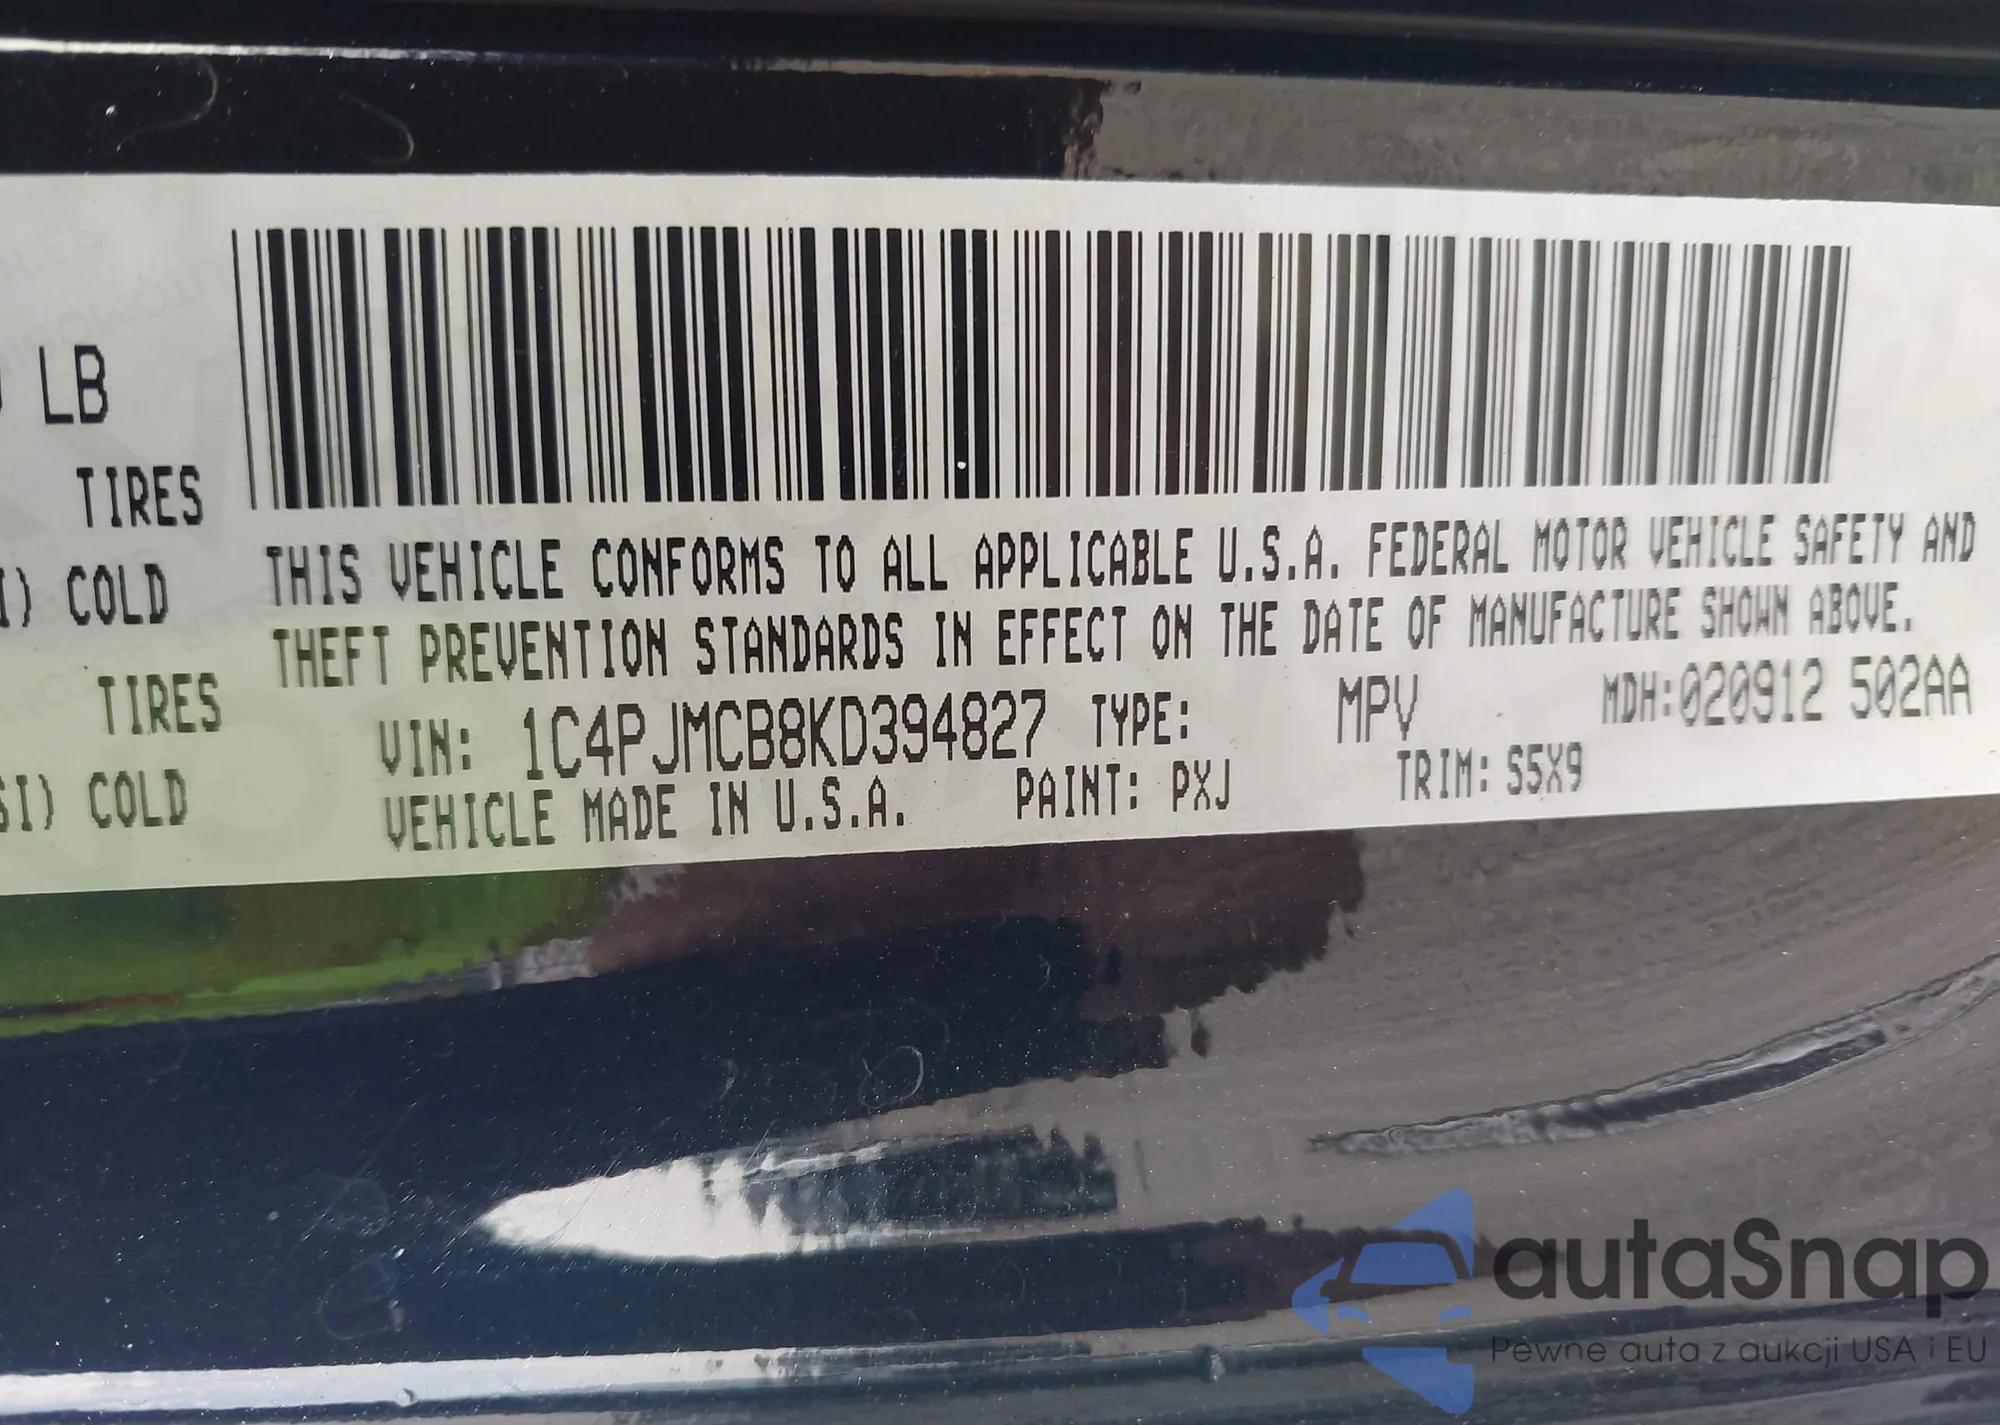 LB
TIRES
I) COLD
TIRES
SI) COLD
THIS VEHICLE CONFORMS TO ALL APPLICABLE U.S.A. FEDERAL MOTOR VEHICLE SAFETY AND
THEFT PREVENTION STANDARDS IN EFFECT ON THE DATE OF MANUFACTURE SHOWN ABOVE.
VIN: 1C4PJMCB8KD394827 TYPE: MPV MDH:020912 502AA
VEHICLE MADE IN U.S.A. PAINT: PXJ TRIM: S5X9
autaSnap
Pewne auta z aukcji USA i EU